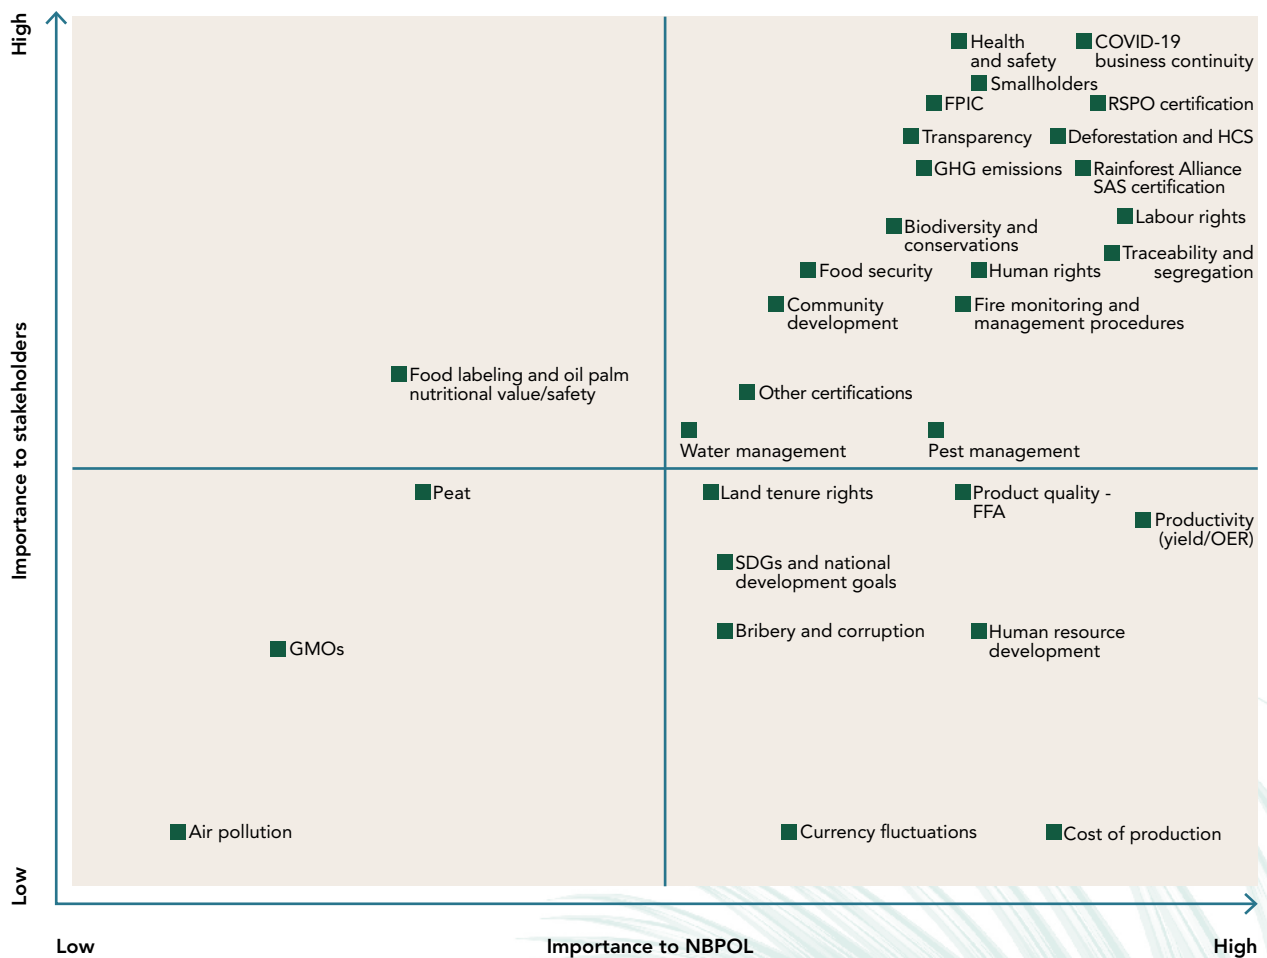 High
Health
and safety
COVID-19
business continuity
Smallholders
FPIC
RSPO certification
Transparency
Deforestation and HCS
GHG emissions
Rainforest Alliance
SAS certification
Labour rights
Biodiversity and
conservations
Traceability and
segregation
Food security
Human rights
Community
development
Fire monitoring and
management procedures
Importance to stakeholders
Food labeling and oil palm
nutritional value/safety
Other certifications
Water management
Pest management
Peat
Land tenure rights
Product quality -
FFA
Productivity
(yield/OER)
SDGs and national
development goals
Bribery and corruption
Human resource
development
GMOs
Air pollution
Currency fluctuations
Cost of production
Low
Low
Importance to NBPOL
High